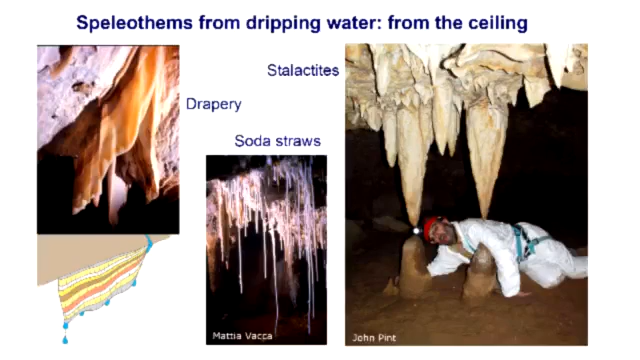 Speleothems from dripping water: from the ceiling
Stalactites
Drapery
Soda straws
Mattia Vacca
John Pint